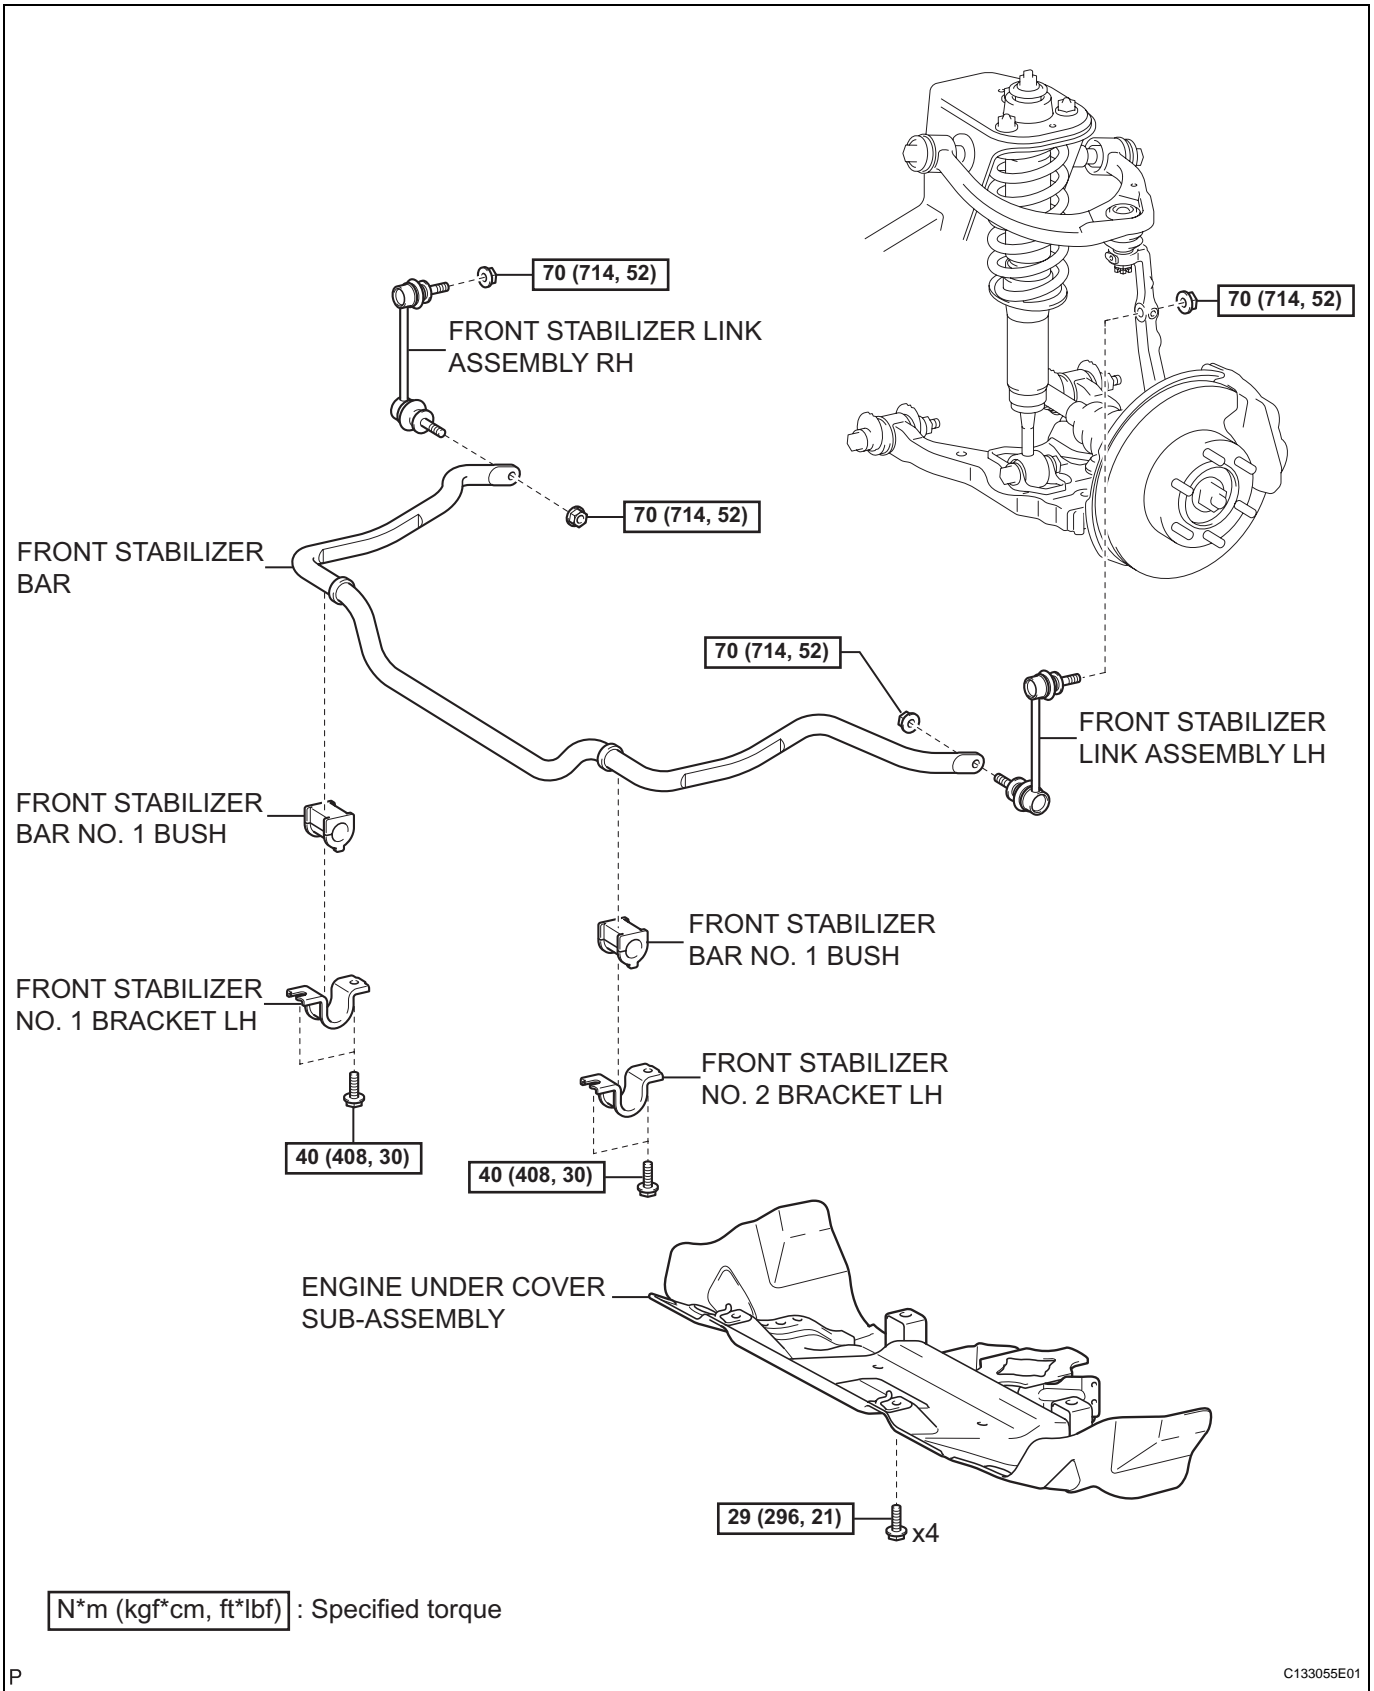 70 (714, 52)
70 (714, 52)
FRONT STABILIZER LINK
ASSEMBLY RH
70 (714, 52)
FRONT STABILIZER
BAR
70 (714, 52)
FRONT STABILIZER
LINK ASSEMBLY LH
FRONT STABILIZER
BAR NO. 1 BUSH
FRONT STABILIZER
BAR NO. 1 BUSH
FRONT STABILIZER
NO. 1 BRACKET LH
FRONT STABILIZER
NO. 2 BRACKET LH
40 (408, 30)
40 (408, 30)
ENGINE UNDER COVER
SUB-ASSEMBLY
29 (296, 21)
x4
N*m (kgf*cm, ft*lbf) : Specified torque
P
C133055E01